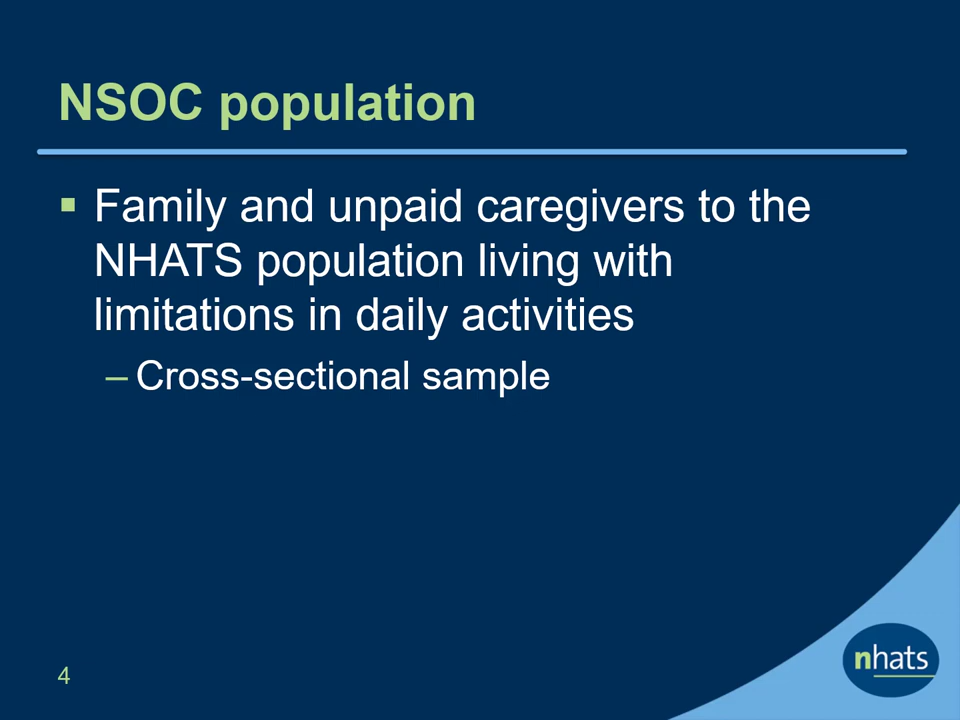 NSOC population
▪ Family and unpaid caregivers to the
NHATS population living with
limitations in daily activities
– Cross-sectional sample
4
nhats